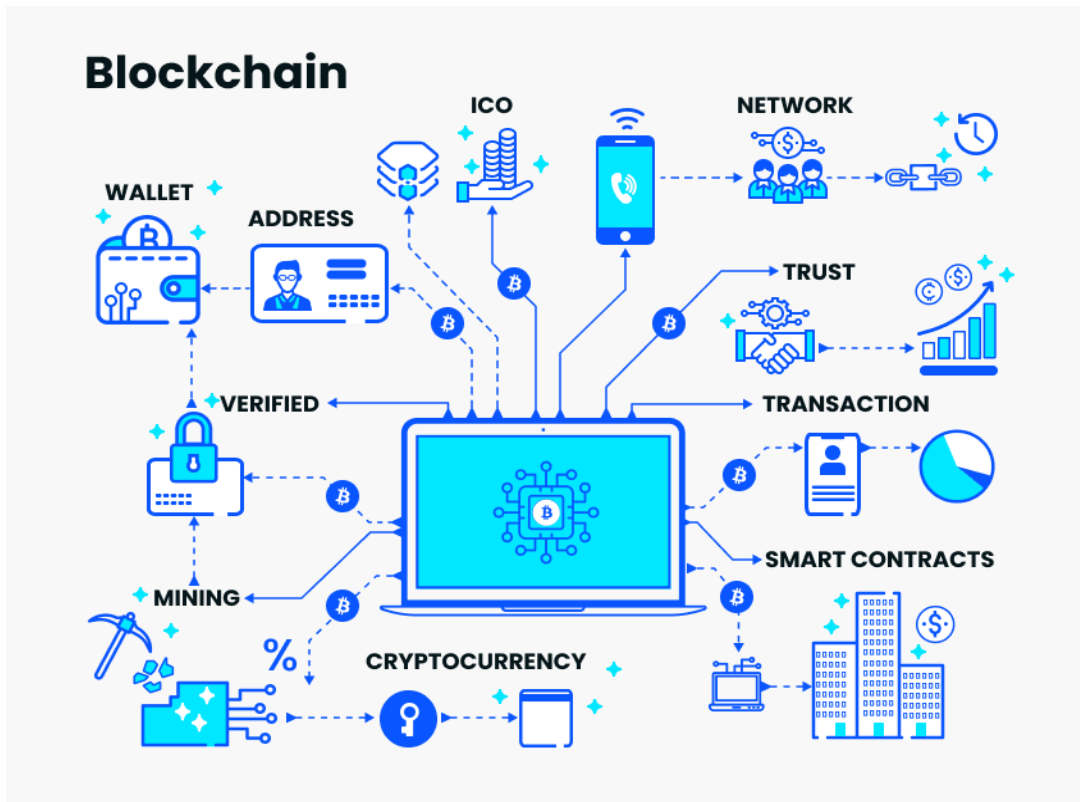 Blockchain
ICO
NETWORK
WALLET
ADDRESS
TRUST
VERIFIED
TRANSACTION
SMART CONTRACTS
MINING
%
CRYPTOCURRENCY